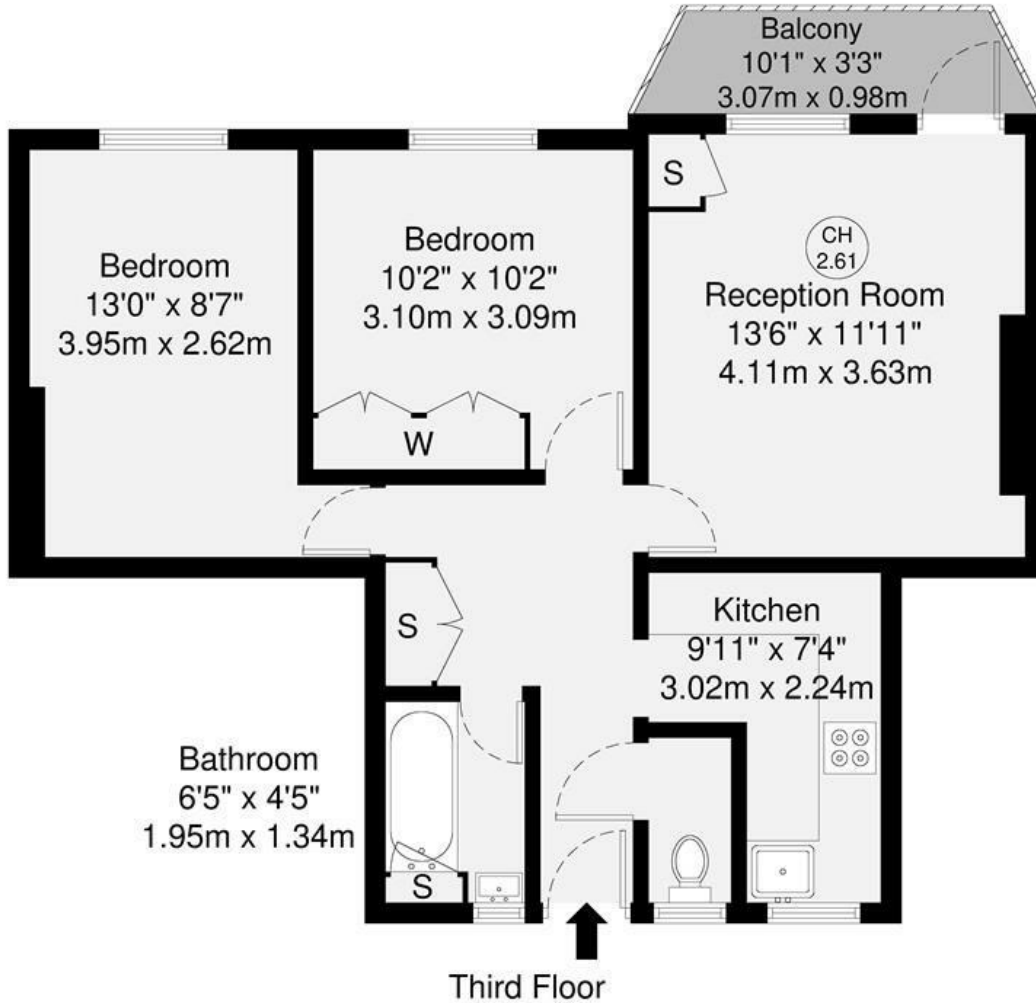 Balcony
10'1" x 3'3"
3.07m x 0.98m
S
Bedroom
13'0" x 8'7"
3.95m x 2.62m
Bedroom
10'2" x 10'2"
3.10m x 3.09m
W
CH
2.61
Reception Room
13'6" x 11'11"
4.11m x 3.63m
S
Kitchen
9'11" x 7'4"
3.02m x 2.24m
Bathroom
6'5" x 4'5"
1.95m x 1.34m
S
Third Floor